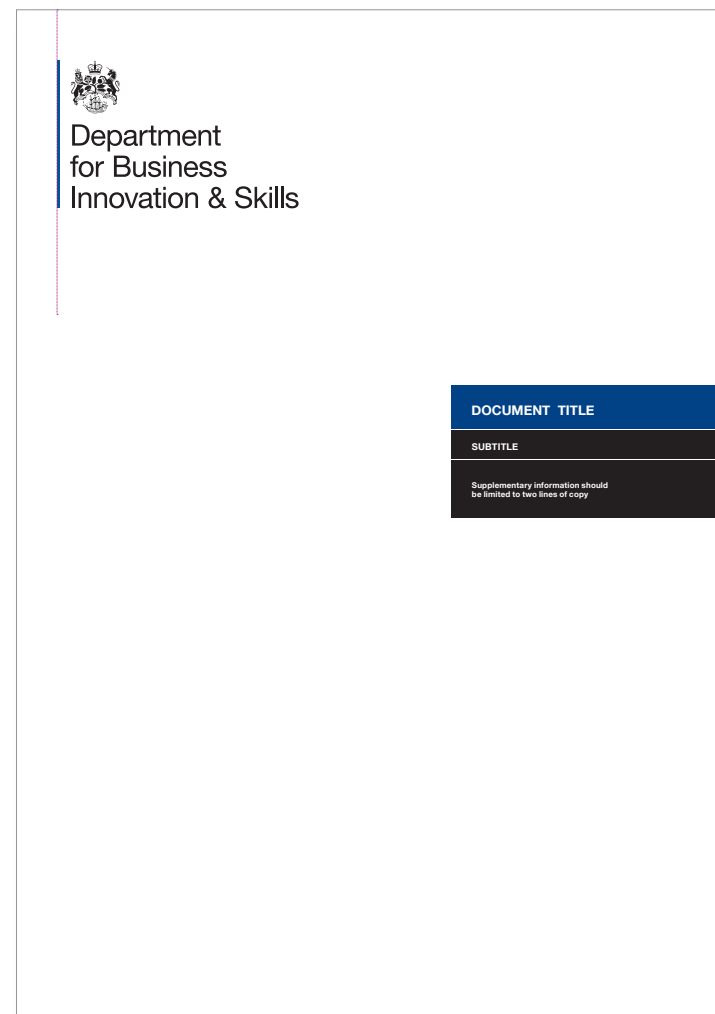 Department
for Business
Innovation & Skills
DOCUMENT TITLE
SUBTITLE
Supplementary information should
be limited to two lines of copy